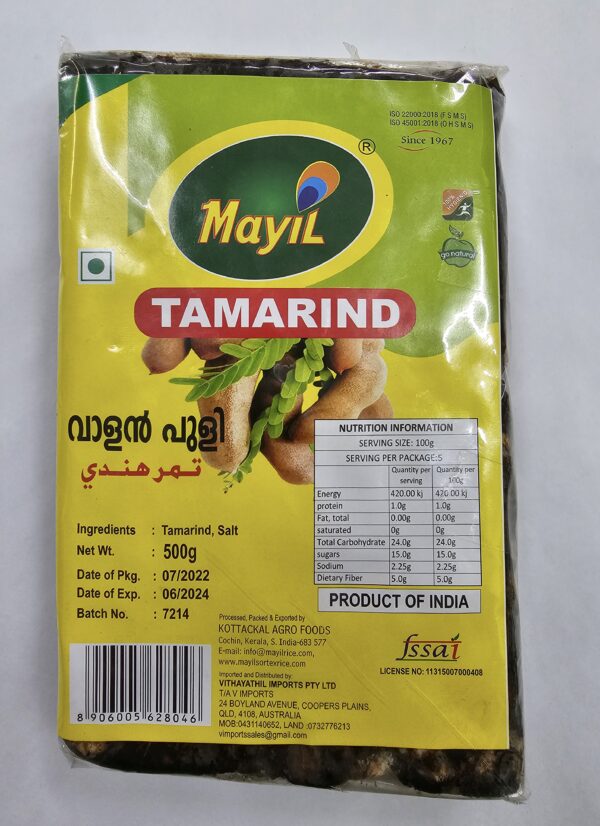 ISO 22000:2018 (F S M S)
ISO 45001:2018 (O H S M S)
Since 1967
®
MAYIL
100%
go natural
TAMARIND
വാളൻ പുളി
تمر هندي
Ingredients : Tamarind, Salt
Net Wt. : 500g
Date of Pkg. : 07/2022
Date of Exp. : 06/2024
Batch No. : 7214
NUTRITION INFORMATION
SERVING SIZE: 100g
SERVING PER PACKAGE:5
Quantity per serving Quantity per 100g
Energy 420.00 kj 420.00 kj
protein 1.0g 1.0g
Fat, total 0.00g 0.00g
saturated 0g 0g
Total Carbohydrate 24.0g 24.0g
sugars 15.0g 15.0g
Sodium 2.25g 2.25g
Dietary Fiber 5.0g 5.0g
PRODUCT OF INDIA
Processed, Packed & Exported by
KOTTACKAL AGRO FOODS
Cochin, Kerala, S. India-683 577
E-mail: info@mayilrice.com,
www.mayilsortexrice.com
Imported and Distributed by:
VITHAYATHIL IMPORTS PTY LTD
T/A V IMPORTS
24 BOYLAND AVENUE, COOPERS PLAINS,
QLD, 4108, AUSTRALIA
MOB:0431140652, LAND :0732776213
vimportssales@gmail.com
fssai
LICENSE NO: 11315007000408
8 906005 628046